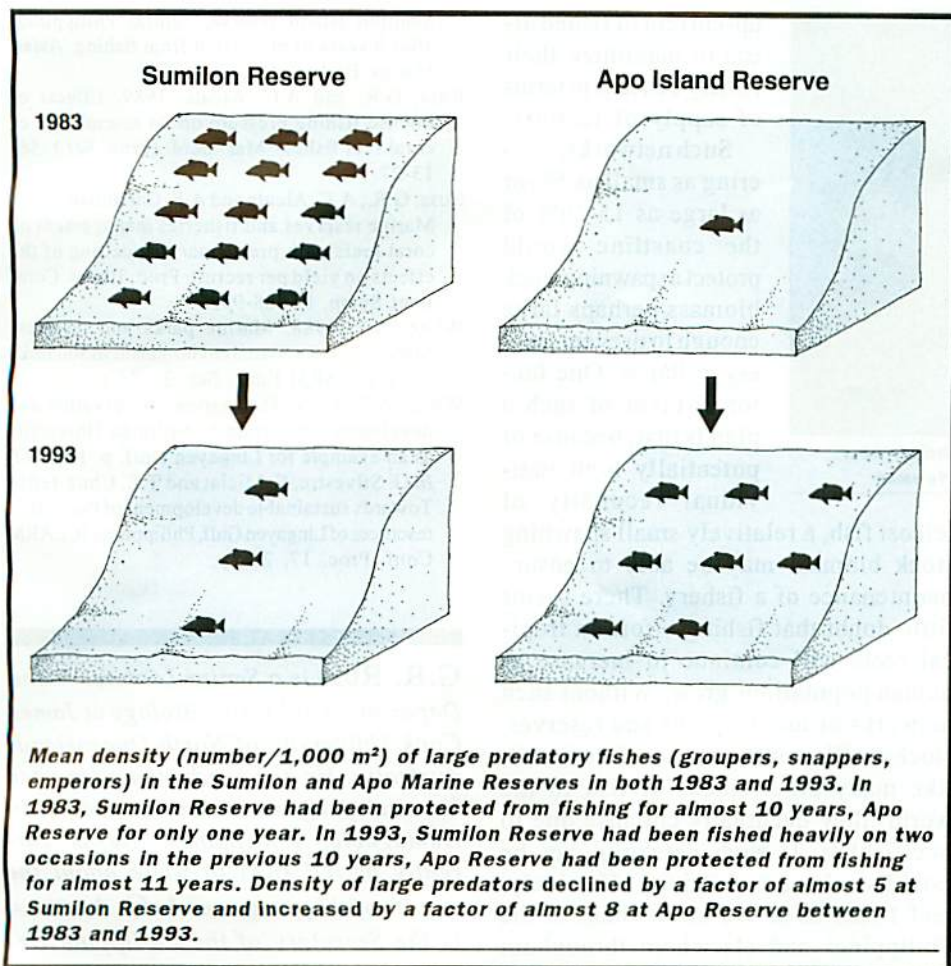 Sumilon Reserve
Apo Island Reserve
1983
1993
Mean density (number/1,000 m²) of large predatory fishes (groupers, snappers,
emperors) in the Sumilon and Apo Marine Reserves in both 1983 and 1993. In
1983, Sumilon Reserve had been protected from fishing for almost 10 years, Apo
Reserve for only one year. In 1993, Sumilon Reserve had been fished heavily on two
occasions in the previous 10 years, Apo Reserve had been protected from fishing
for almost 11 years. Density of large predators declined by a factor of almost 5 at
Sumilon Reserve and increased by a factor of almost 8 at Apo Reserve between
1983 and 1993.